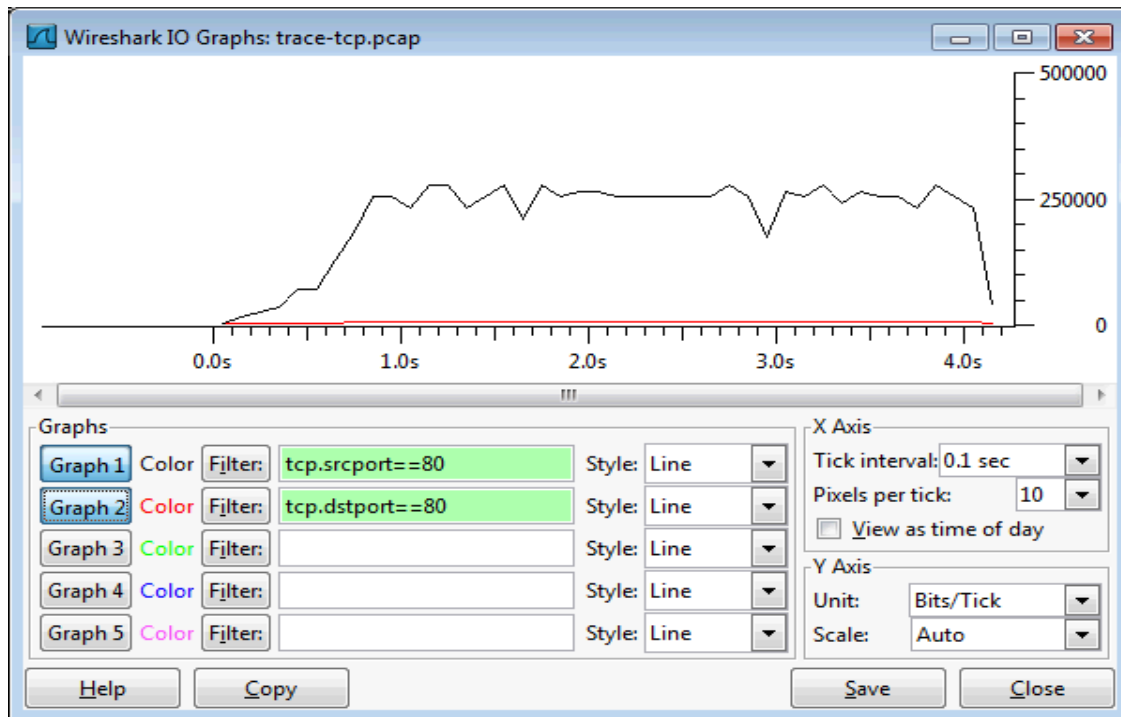 Wireshark IO Graphs: trace-tcp.pcap
500000
250000
0
0.0s 1.0s 2.0s 3.0s 4.0s
Graphs
Graph 1 Color Filter: tcp.srcport==80 Style: Line
Graph 2 Color Filter: tcp.dstport==80 Style: Line
Graph 3 Color Filter: Style: Line
Graph 4 Color Filter: Style: Line
Graph 5 Color Filter: Style: Line
X Axis
Tick interval: 0.1 sec
Pixels per tick: 10
View as time of day
Y Axis
Unit: Bits/Tick
Scale: Auto
Help Copy Save Close